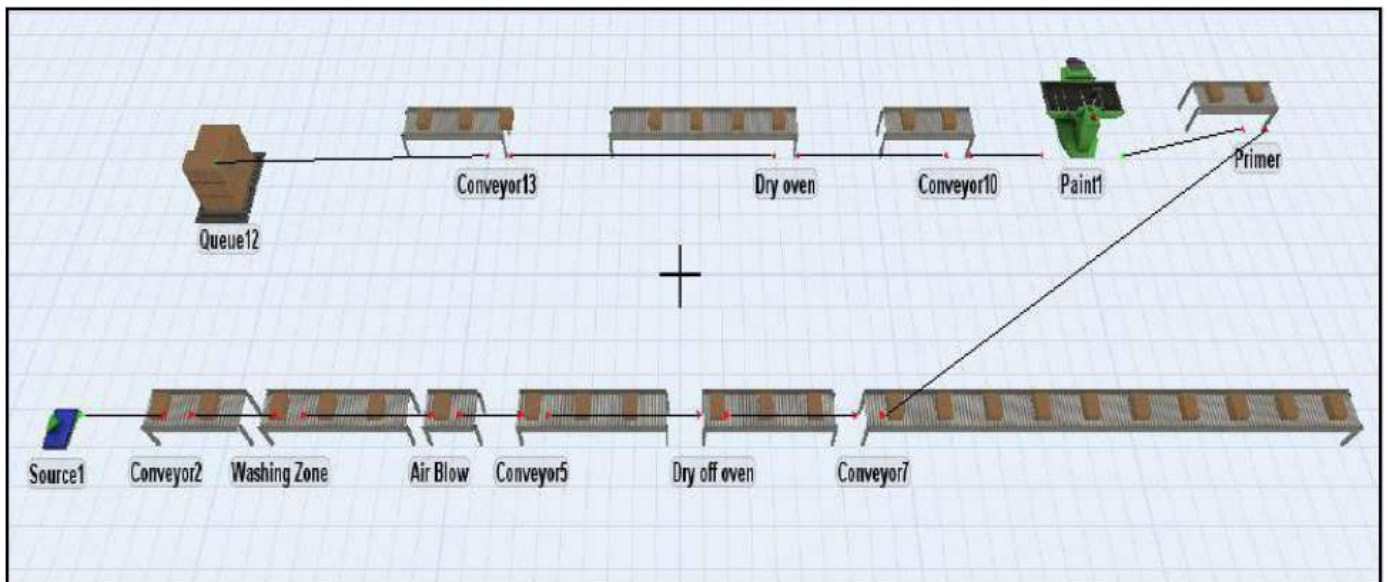 Conveyor13
Dry oven
Conveyor10
Paint1
Primer
Queue12
Source1
Conveyor2
Washing Zone
Air Blow
Conveyor5
Dry off oven
Conveyor7